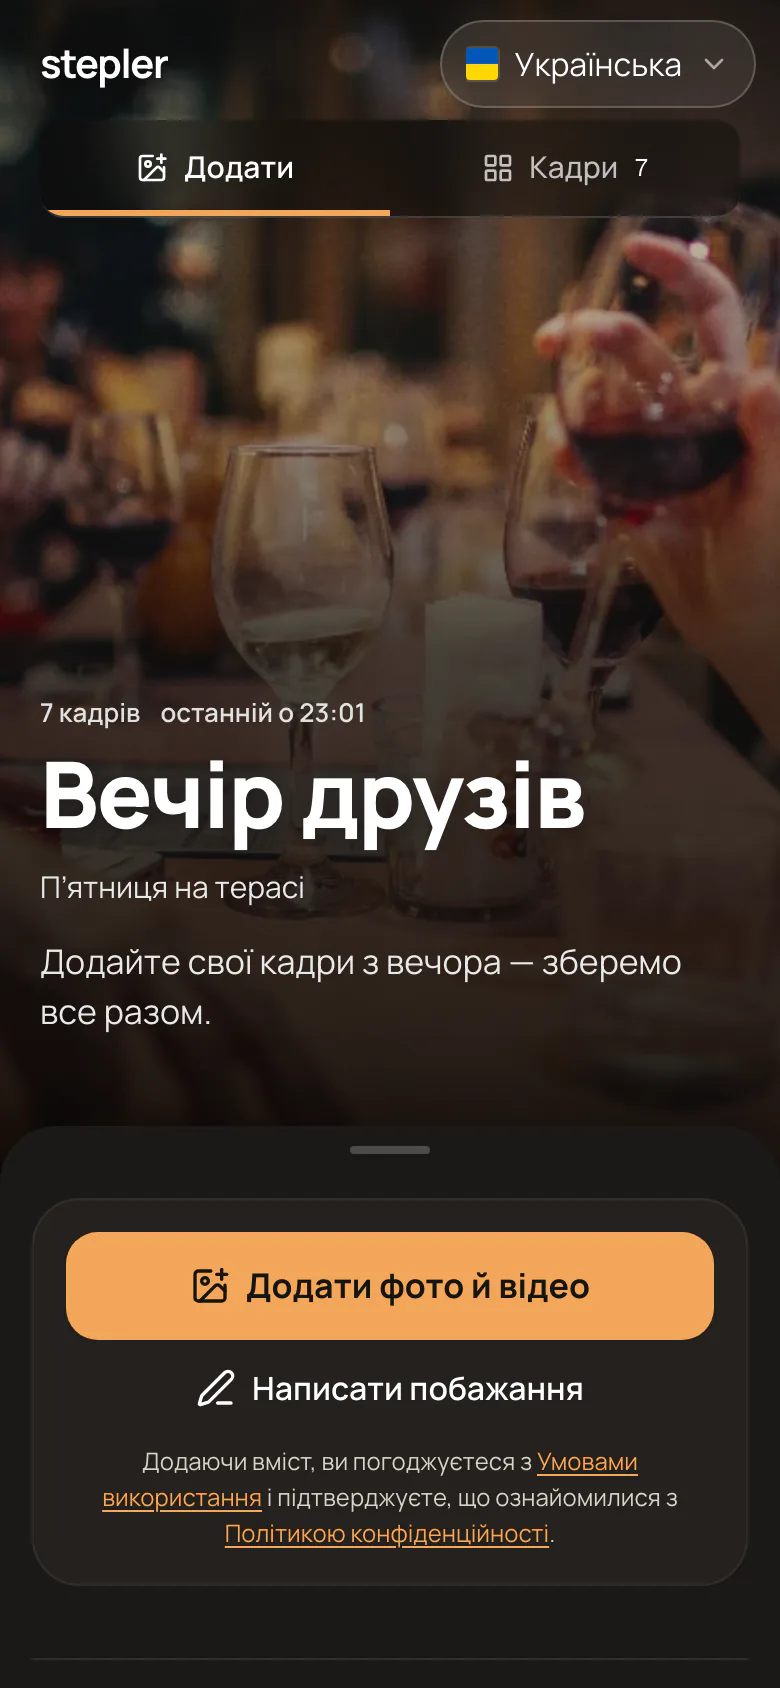 stepler
Українська
Додати
Кадри 7
7 кадрів останній о 23:01
Вечір друзів
П’ятниця на терасі
Додайте свої кадри з вечора — зберемо
все разом.
Додати фото й відео
Написати побажання
Додаючи вміст, ви погоджуєтеся з Умовами
використання і підтверджуєте, що ознайомилися з
Політикою конфіденційності.